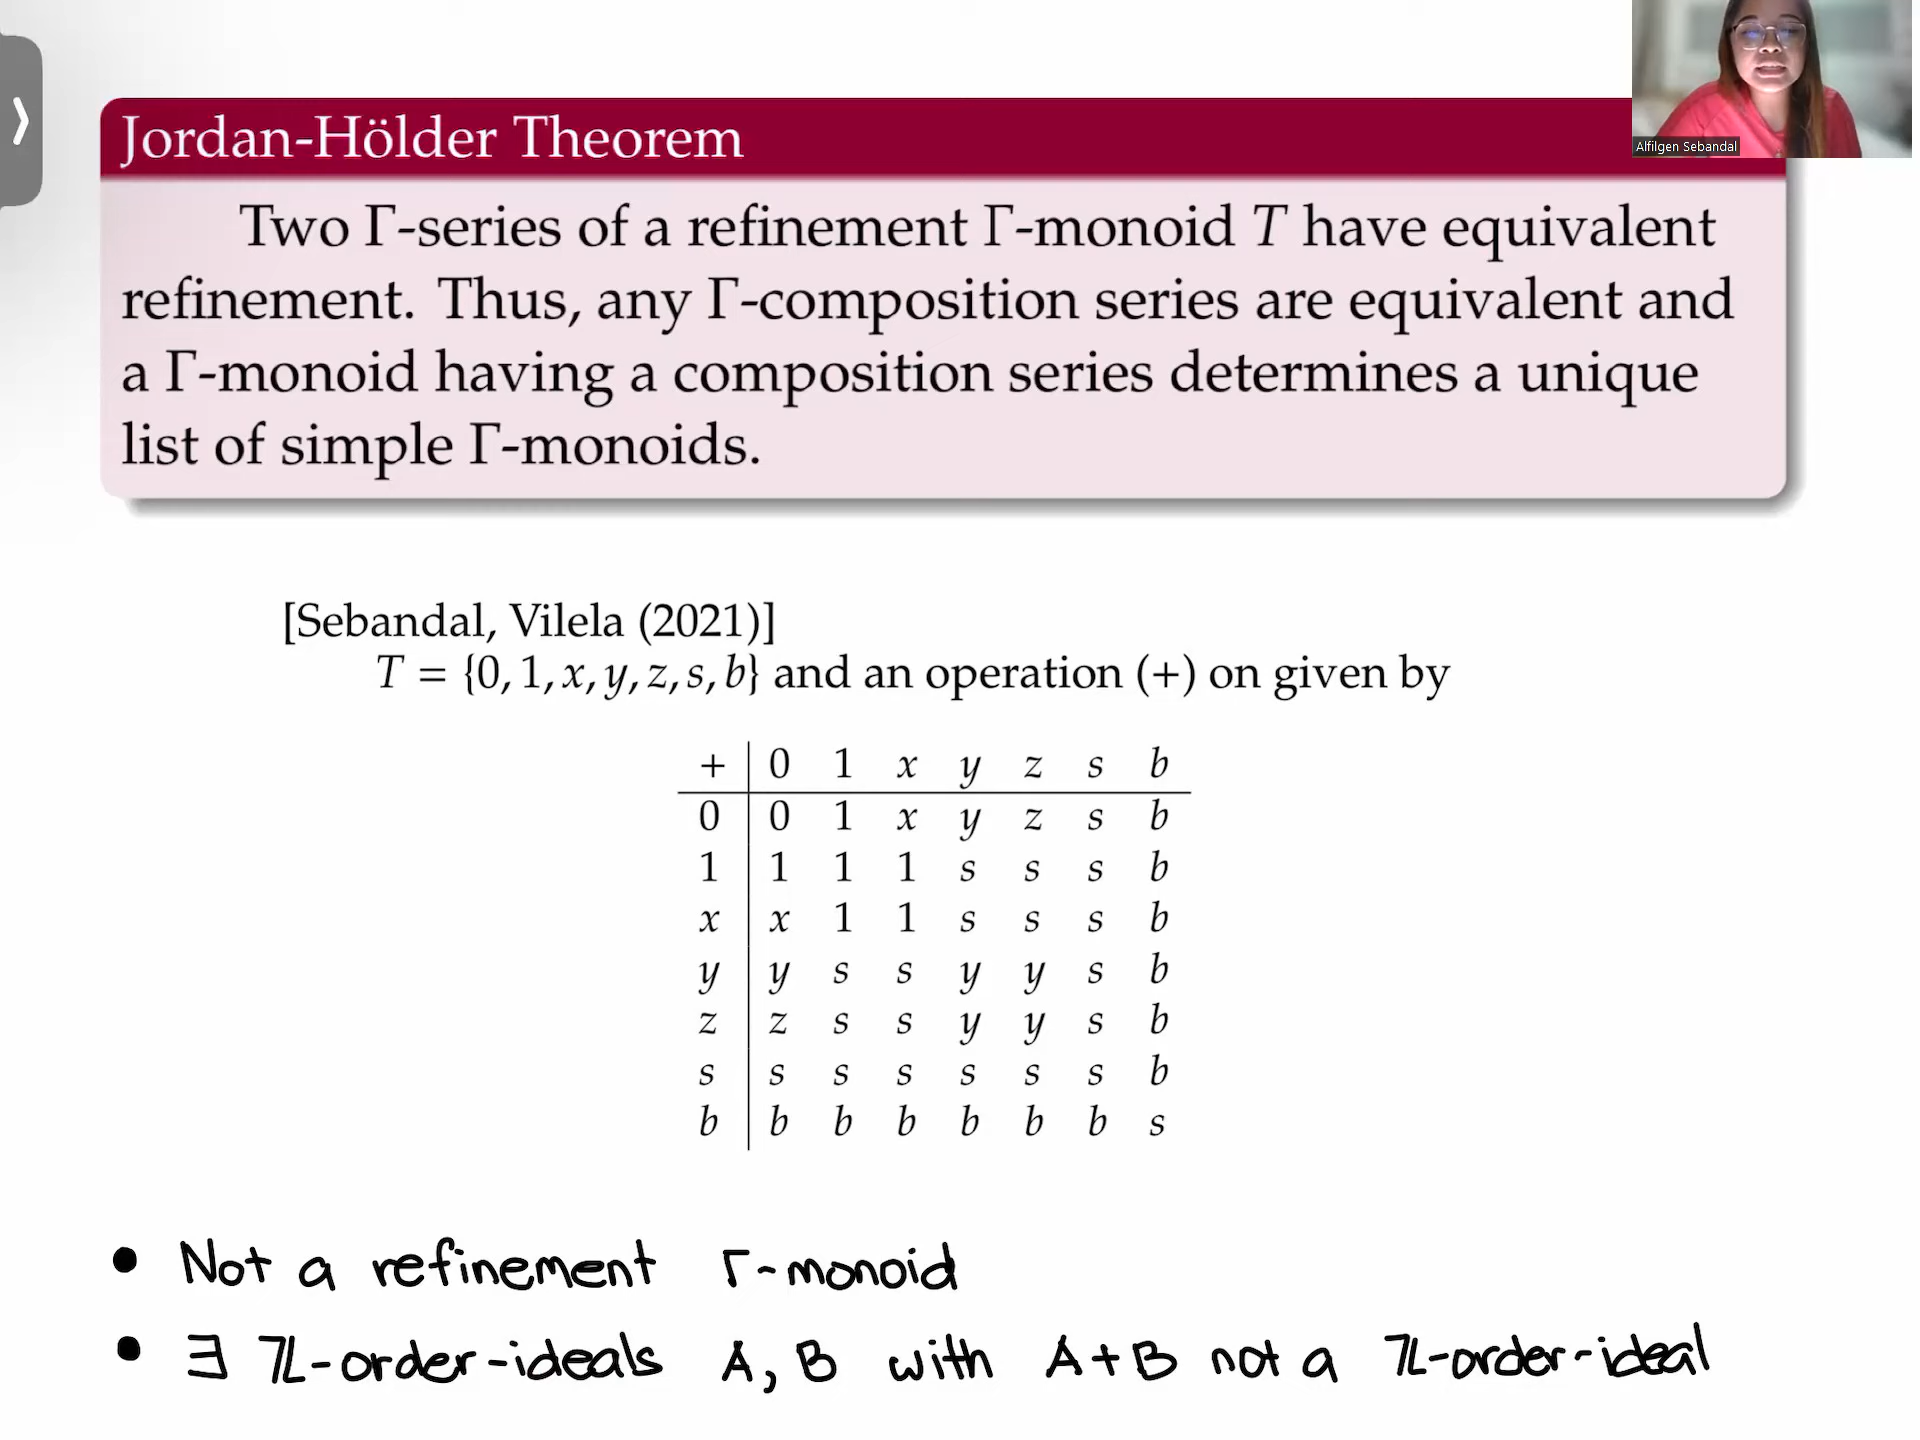 Alfilgen Sebandal
Jordan-Hölder Theorem
Two Γ-series of a refinement Γ-monoid T have equivalent
refinement. Thus, any Γ-composition series are equivalent and
a Γ-monoid having a composition series determines a unique
list of simple Γ-monoids.
[Sebandal, Vilela (2021)]
T = {0, 1, x, y, z, s, b} and an operation (+) on given by
+ 0 1 x y z s b
0 0 1 x y z s b
1 1 1 1 s s s b
x x 1 1 s s s b
y y s s y y s b
z z s s y y s b
s s s s s s s b
b b b b b b b s
• Not a refinement Γ-monoid
• ∃ ℤ-order-ideals A, B with A+B not a ℤ-order-ideal